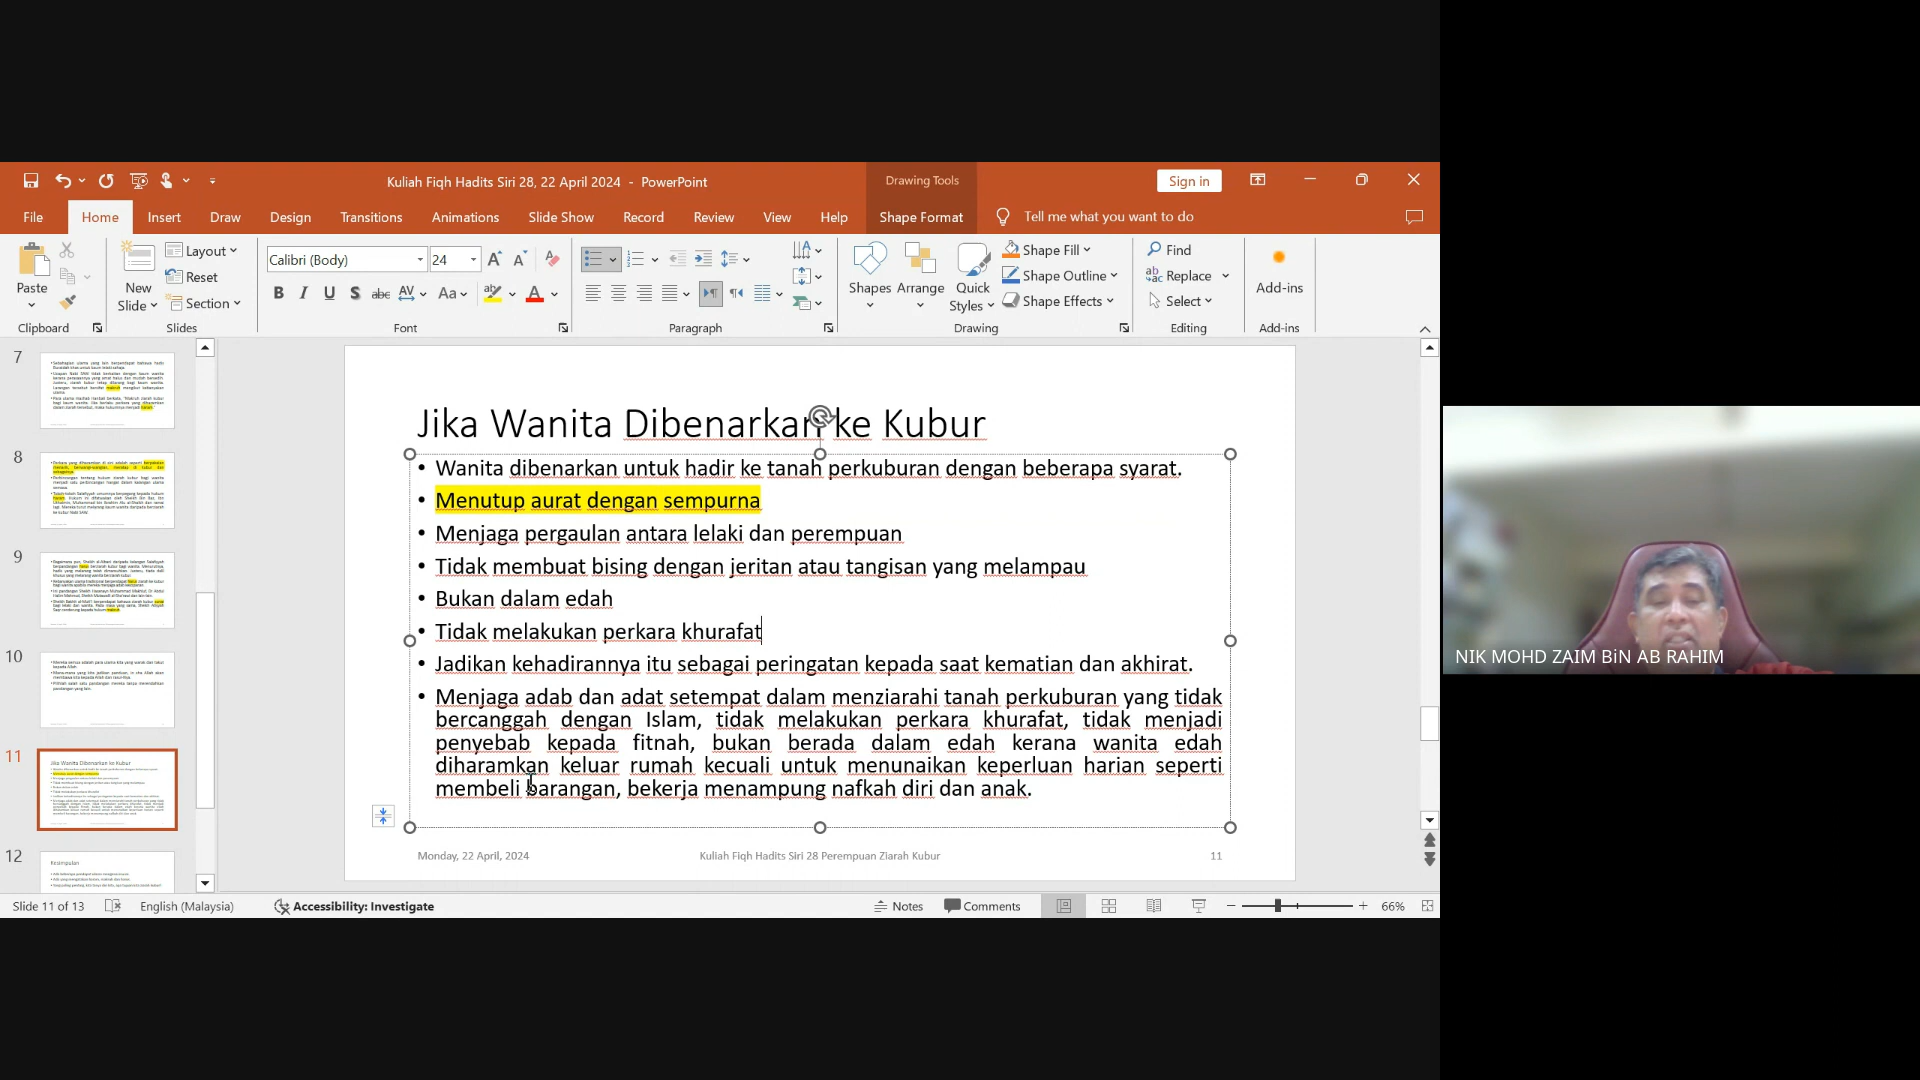 Kuliah Fiqh Hadits Siri 28, 22 April 2024 - PowerPoint
Drawing Tools
Sign in
File Home Insert Draw Design Transitions Animations Slide Show Record Review View Help Shape Format Tell me what you want to do
Paste
Clipboard
New Slide
Layout
Reset
Section
Slides
Calibri (Body) 24
B I U S abc AV Aa A
Font
Paragraph
Shapes
Arrange
Quick Styles
Shape Fill
Shape Outline
Shape Effects
Drawing
Find
Replace
Select
Editing
Add-ins
Add-ins
7
8
9
10
11
12
Kesimpulan
Jika Wanita Dibenarkan ke Kubur
• Wanita dibenarkan untuk hadir ke tanah perkuburan dengan beberapa syarat.
• Menutup aurat dengan sempurna
• Menjaga pergaulan antara lelaki dan perempuan
• Tidak membuat bising dengan jeritan atau tangisan yang melampau
• Bukan dalam edah
• Tidak melakukan perkara khurafat
• Jadikan kehadirannya itu sebagai peringatan kepada saat kematian dan akhirat.
• Menjaga adab dan adat setempat dalam menziarahi tanah perkuburan yang tidak
bercanggah dengan Islam, tidak melakukan perkara khurafat, tidak menjadi
penyebab kepada fitnah, bukan berada dalam edah kerana wanita edah
diharamkan keluar rumah kecuali untuk menunaikan keperluan harian seperti
membeli barangan, bekerja menampung nafkah diri dan anak.
Monday, 22 April, 2024
Kuliah Fiqh Hadits Siri 28 Perempuan Ziarah Kubur
11
NIK MOHD ZAIM BiN AB RAHIM
Slide 11 of 13
English (Malaysia)
Accessibility: Investigate
Notes
Comments
66%